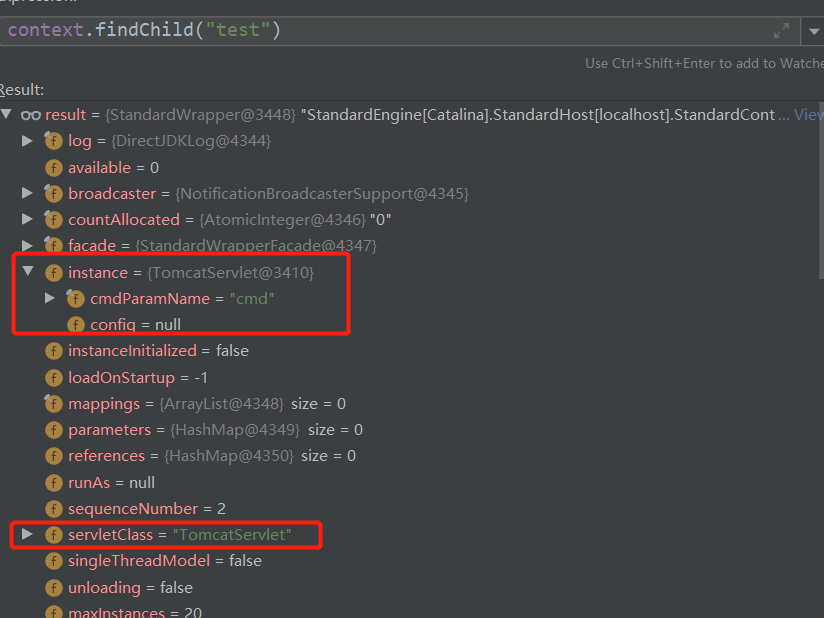 context.findChild("test")
Use Ctrl+Shift+Enter to add to Watche
Result:
result = {StandardWrapper@3448} "StandardEngine[Catalina].StandardHost[localhost].StandardCont ... View
log = {DirectJDKLog@4344}
available = 0
broadcaster = {NotificationBroadcasterSupport@4345}
countAllocated = {AtomicInteger@4346} "0"
facade = {StandardWrapperFacade@4347}
instance = {TomcatServlet@3410}
cmdParamName = "cmd"
config = null
instanceInitialized = false
loadOnStartup = -1
mappings = {ArrayList@4348} size = 0
parameters = {HashMap@4349} size = 0
references = {HashMap@4350} size = 0
runAs = null
sequenceNumber = 2
servletClass = "TomcatServlet"
singleThreadModel = false
unloading = false
maxInstances = 20